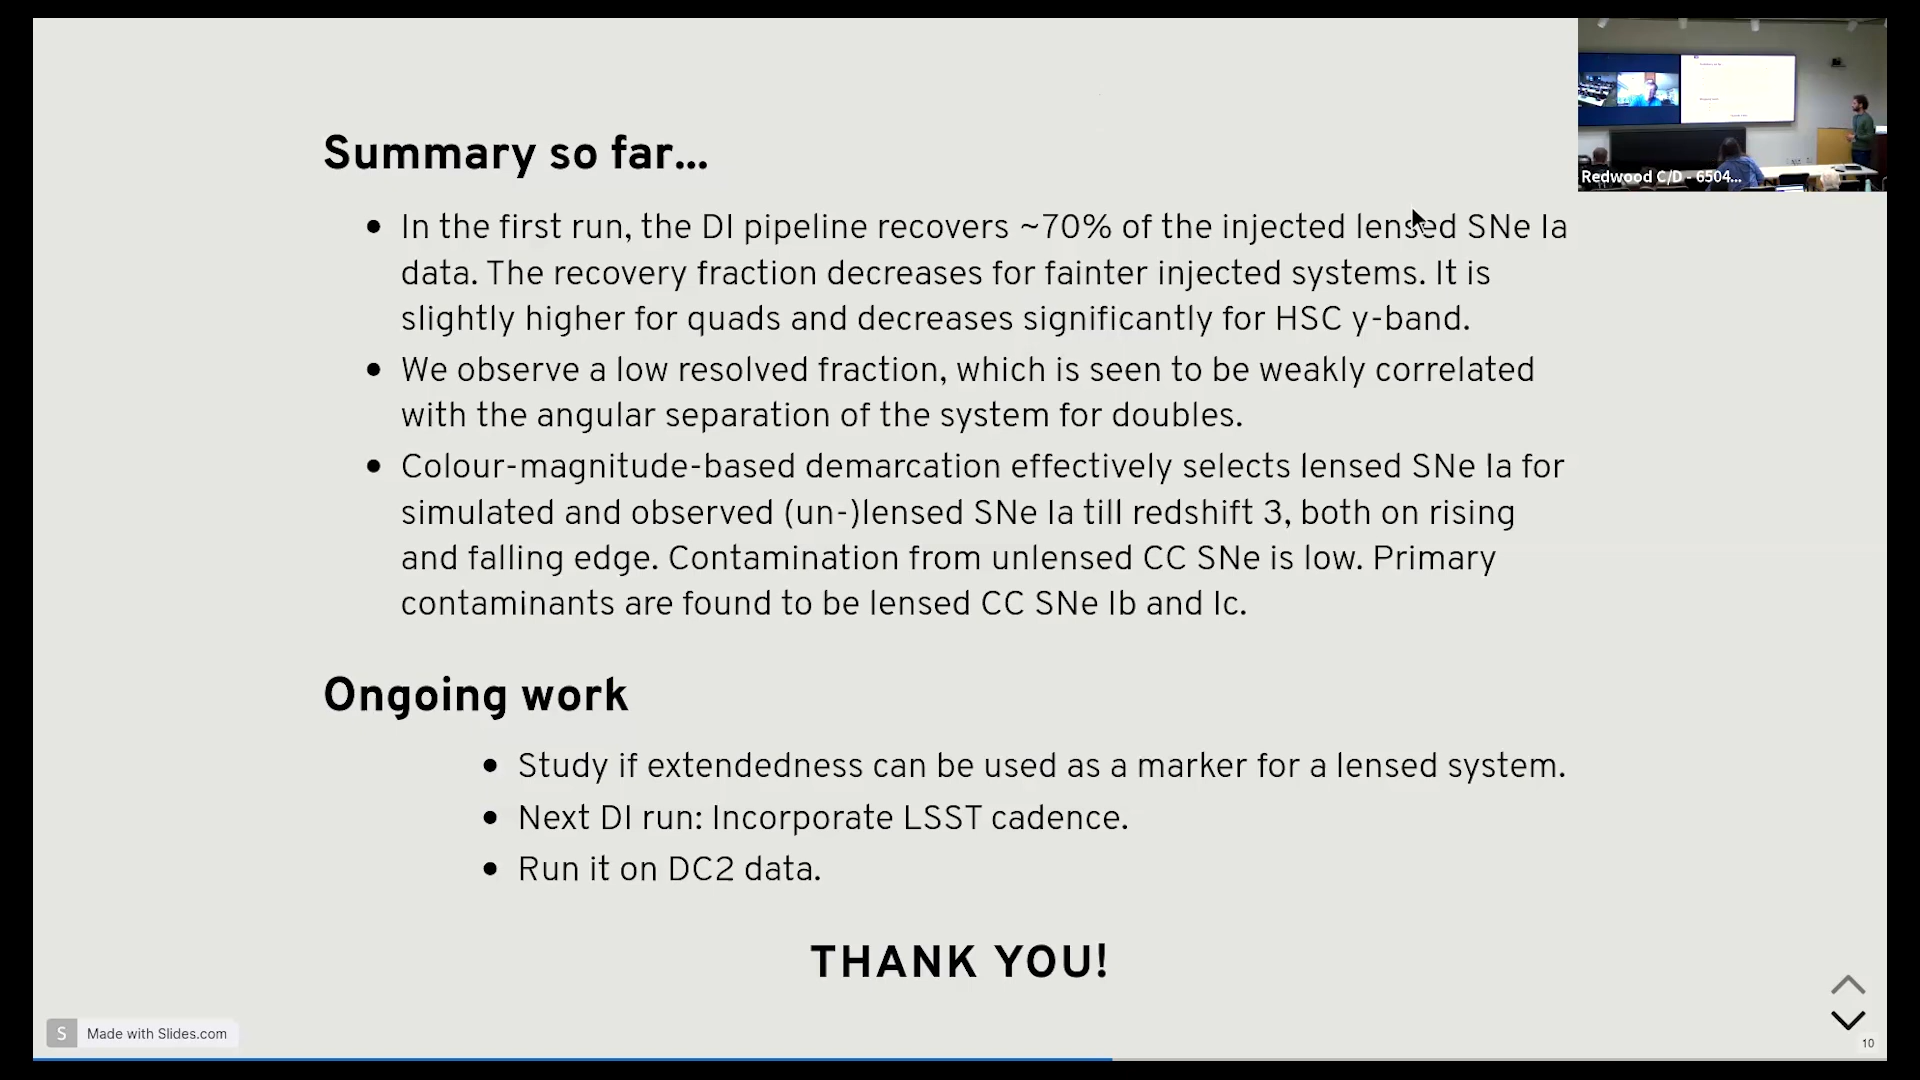 Summary so far...
• In the first run, the DI pipeline recovers ~70% of the injected lensed SNe Ia
data. The recovery fraction decreases for fainter injected systems. It is
slightly higher for quads and decreases significantly for HSC y-band.
• We observe a low resolved fraction, which is seen to be weakly correlated
with the angular separation of the system for doubles.
• Colour-magnitude-based demarcation effectively selects lensed SNe Ia for
simulated and observed (un-)lensed SNe Ia till redshift 3, both on rising
and falling edge. Contamination from unlensed CC SNe is low. Primary
contaminants are found to be lensed CC SNe Ib and Ic.
Ongoing work
• Study if extendedness can be used as a marker for a lensed system.
• Next DI run: Incorporate LSST cadence.
• Run it on DC2 data.
THANK YOU!
Redwood C/D - 6504...
S Made with Slides.com
10